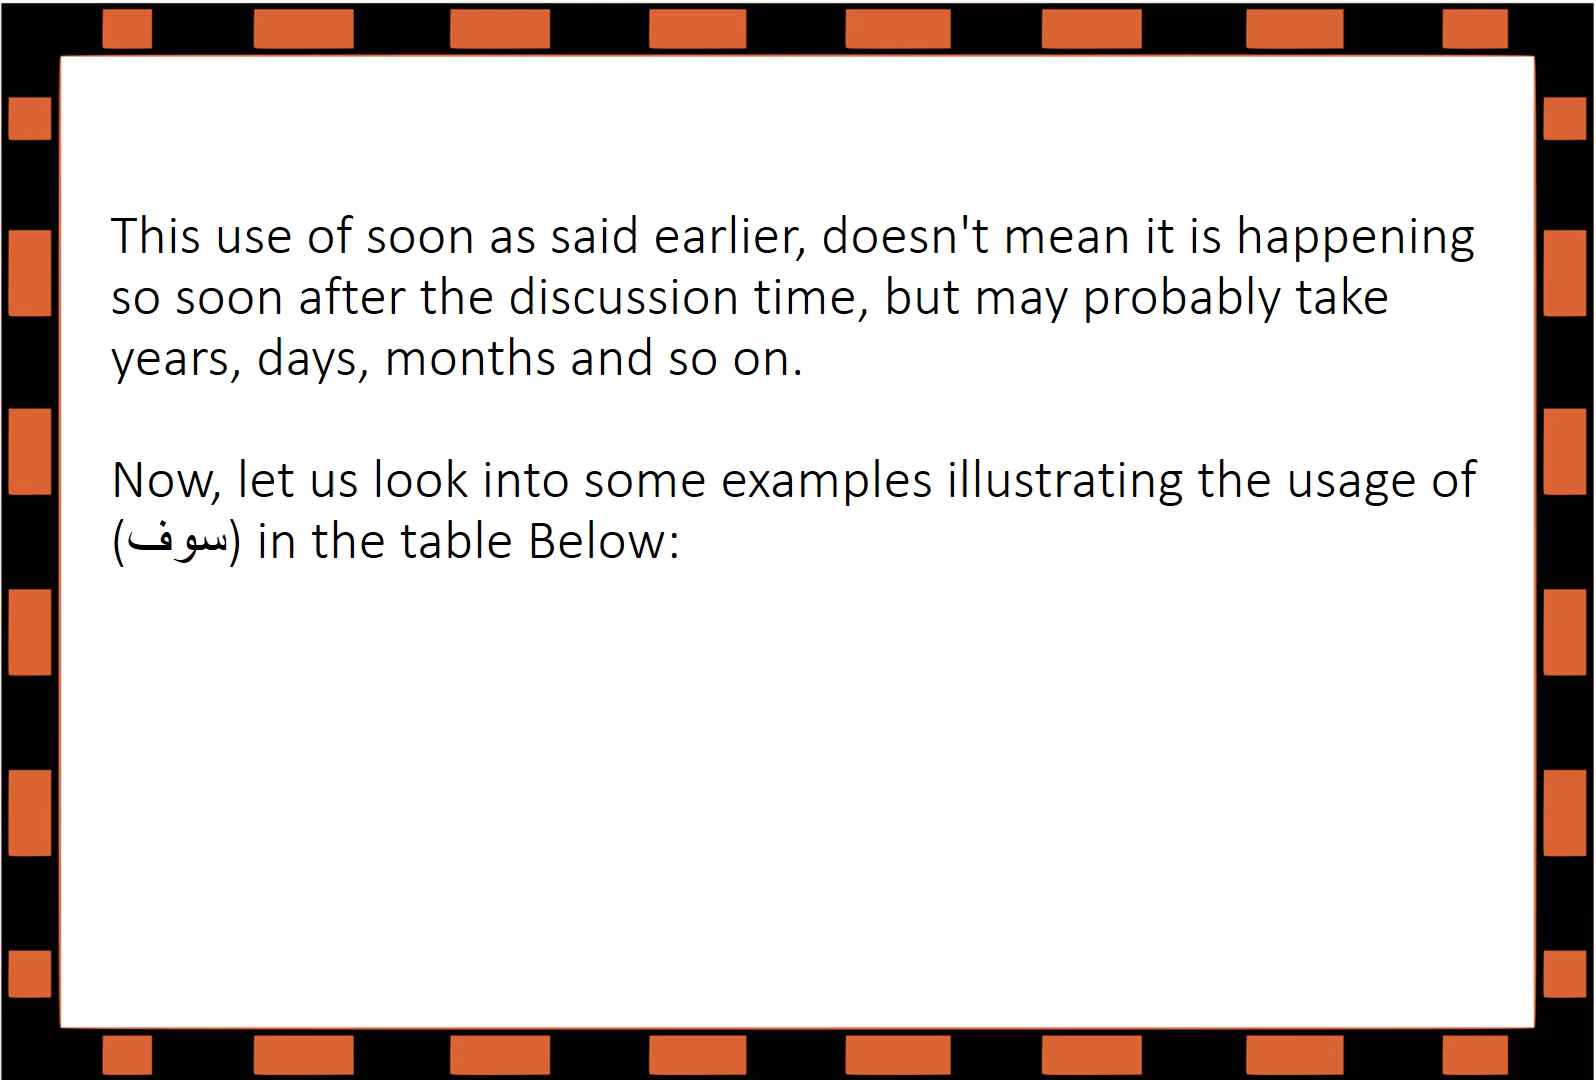 This use of soon as said earlier, doesn't mean it is happening
so soon after the discussion time, but may probably take
years, days, months and so on.
Now, let us look into some examples illustrating the usage of
(سوف) in the table Below: